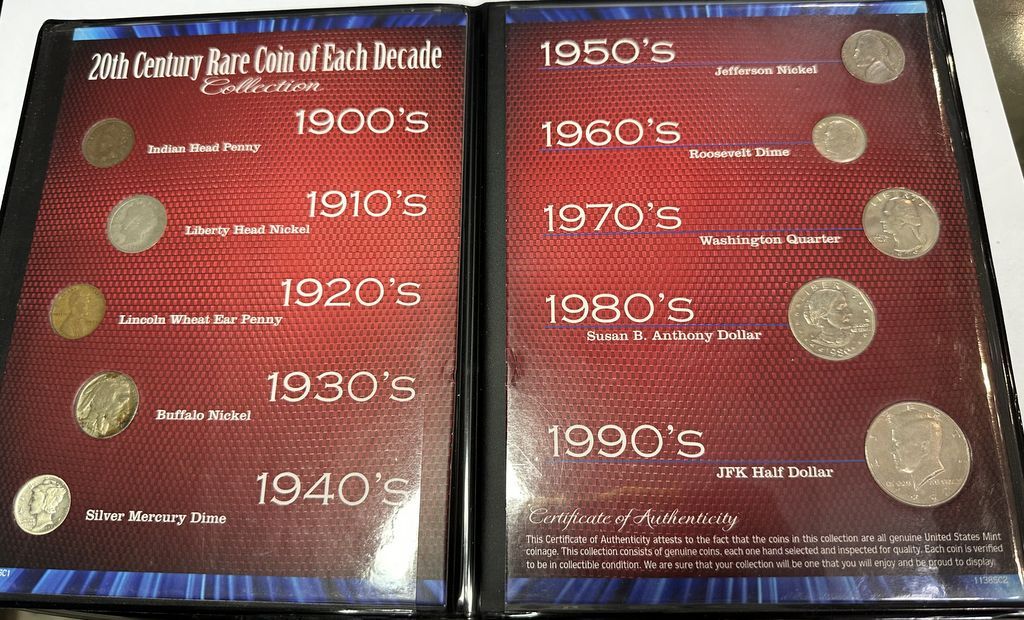 20th Century Rare Coin of Each Decade
Collection
1900's
Indian Head Penny
1910's
Liberty Head Nickel
1920's
Lincoln Wheat Ear Penny
1930's
Buffalo Nickel
1940's
Silver Mercury Dime
1950's
Jefferson Nickel
1960's
Roosevelt Dime
1970's
Washington Quarter
1980's
Susan B. Anthony Dollar
1980
1990's
JFK Half Dollar
Certificate of Authenticity
This Certificate of Authenticity attests to the fact that the coins in this collection are all genuine United States Mint
coinage. This collection consists of genuine coins, each one hand selected and inspected for quality. Each coin is verified
to be in collectible condition. We are sure that your collection will be one that you will enjoy and be proud to display.
11385C2